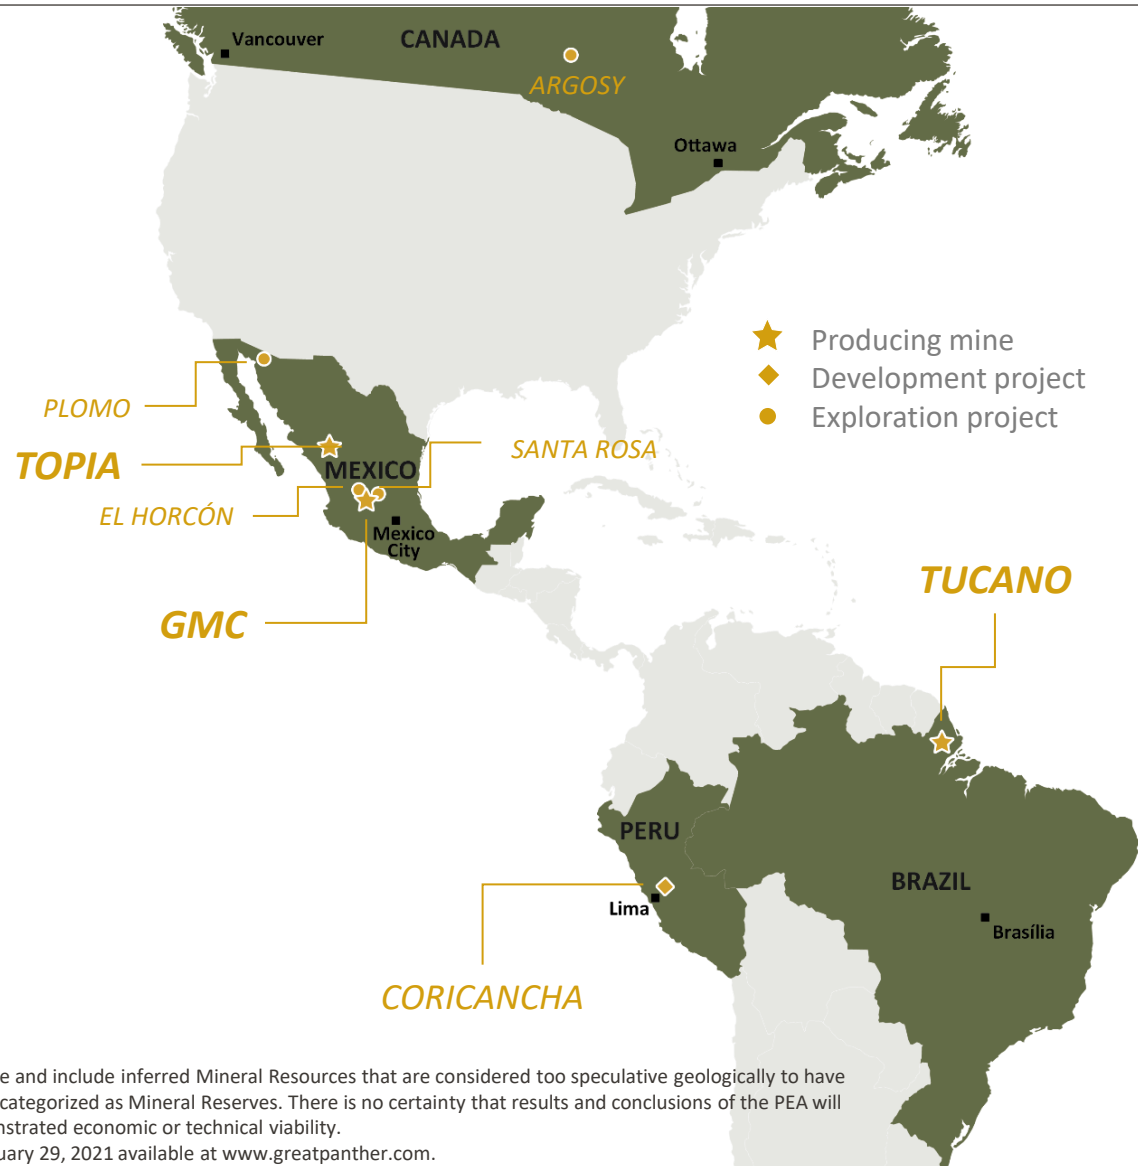 Vancouver
CANADA
ARGOSY
Ottawa
Producing mine
Development project
Exploration project
PLOMO
TOPIA
SANTA ROSA
MEXICO
EL HORCÓN
Mexico
City
GMC
TUCANO
PERU
BRAZIL
Lima
Brasília
CORICANCHA
e and include inferred Mineral Resources that are considered too speculative geologically to have
categorized as Mineral Reserves. There is no certainty that results and conclusions of the PEA will
nstrated economic or technical viability.
uary 29, 2021 available at www.greatpanther.com.